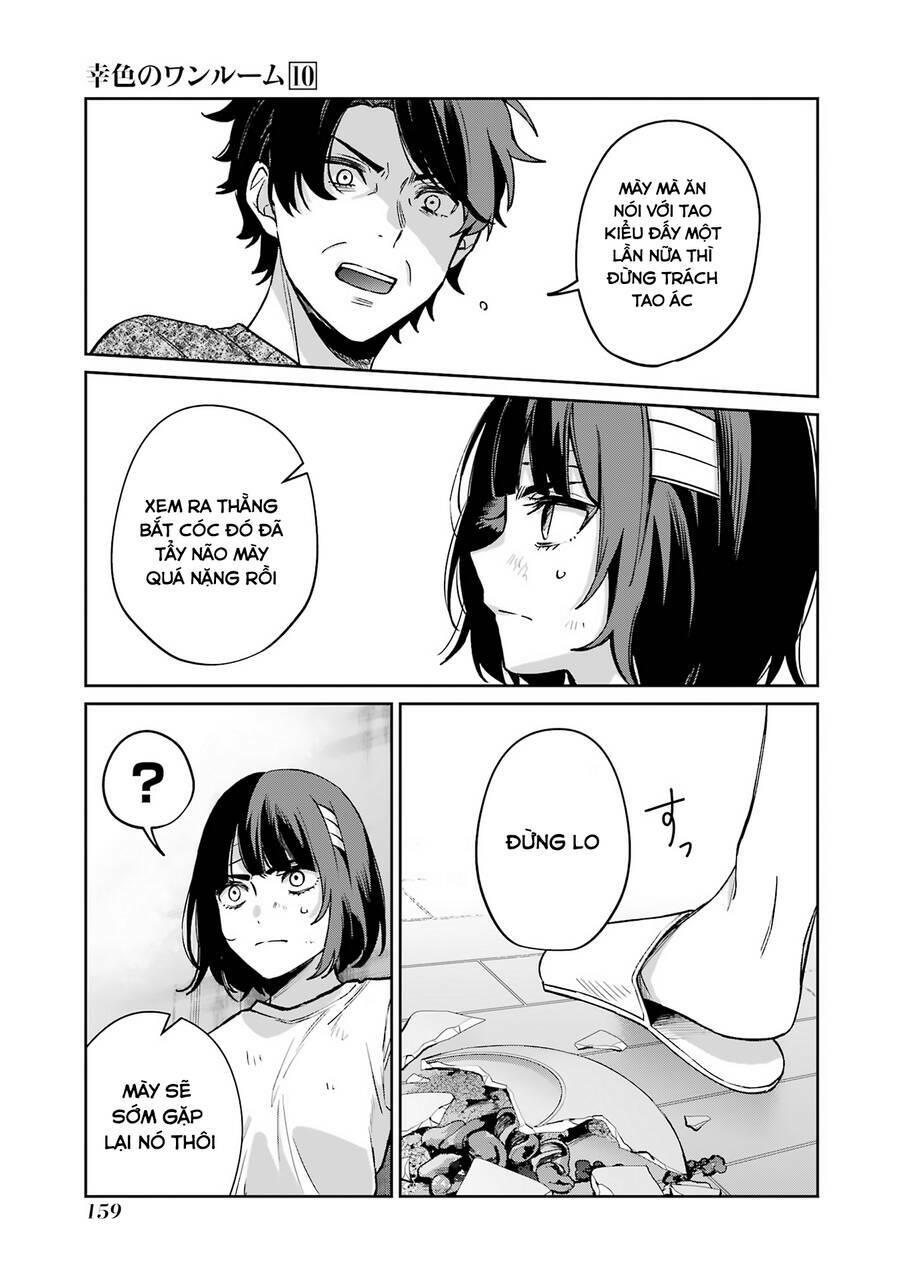 幸色のワンルーム10
MÀY MÀ ĂN
NÓI VỚI TAO
KIỂU ĐẤY MỘT
LẦN NỮA THÌ
ĐỪNG TRÁCH
TAO ÁC
XEM RA THẰNG
BẮT CÓC ĐÓ ĐÃ
TẨY NÃO MÀY
QUÁ NẶNG RỒI
ĐỪNG LO
すっ
?
MÀY SẼ
SỚM GẶP
LẠI NÓ THÔI
159